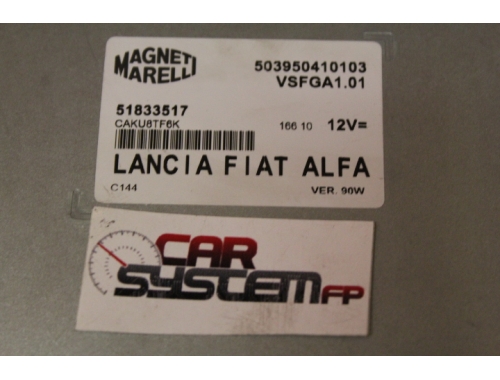 MAGNETI
MARELLI
503950410103
VSFGA1.01
51833517
CAKU8TF6K
166 10 12V=
LANCIA FIAT ALFA
C144 VER. 90W
CAR
SYSTEM FP